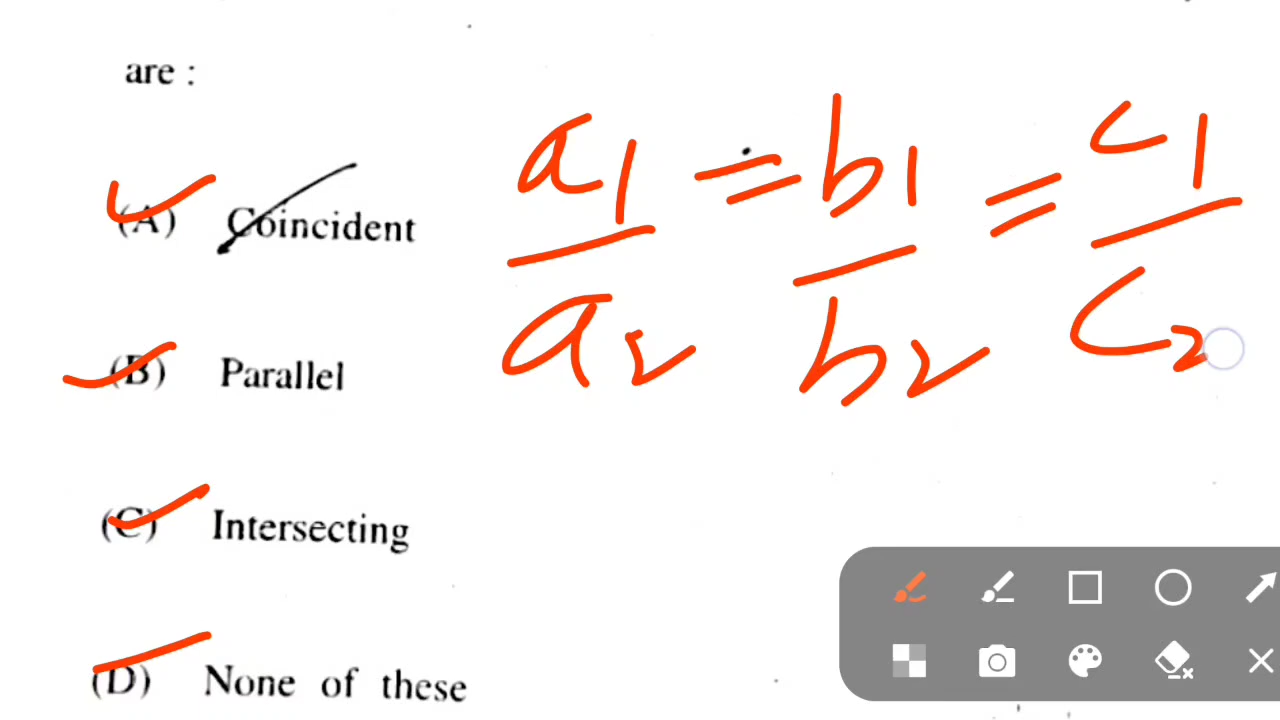 are :
(A) Coincident
a1/a2 = b1/b2 = c1/c2
(B) Parallel
(C) Intersecting
(D) None of these